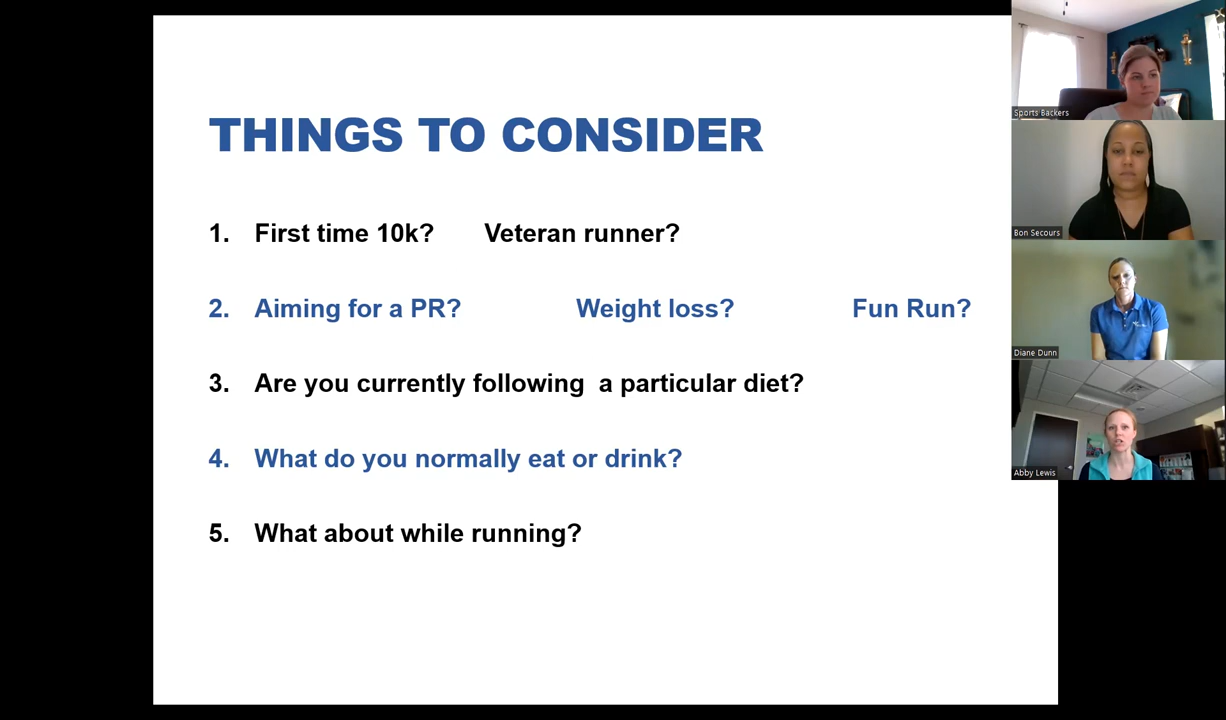 THINGS TO CONSIDER
1. First time 10k? Veteran runner?
2. Aiming for a PR? Weight loss? Fun Run?
3. Are you currently following a particular diet?
4. What do you normally eat or drink?
5. What about while running?
Sports Backers
Bon Secours
Diane Dunn
Abby Lewis